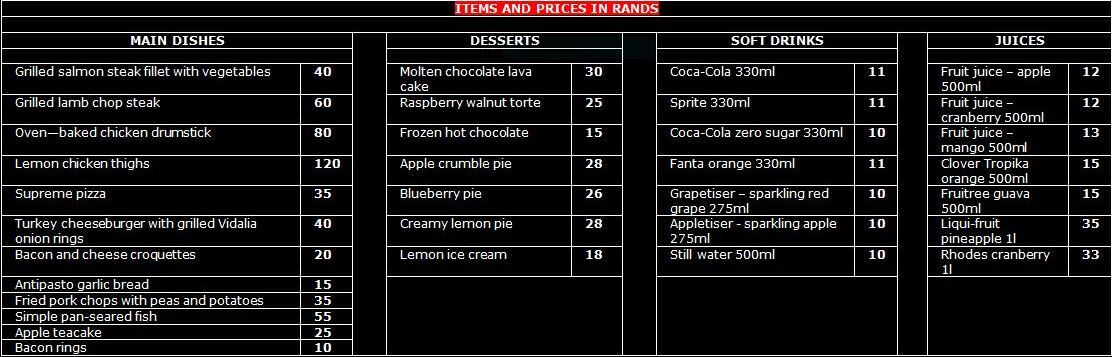 ITEMS AND PRICES IN RANDS
MAIN DISHES DESSERTS SOFT DRINKS JUICES
Grilled salmon steak fillet with vegetables 40 Molten chocolate lava 30 Coca-Cola 330ml 11 Fruit juice – apple 12
cake 500ml
Grilled lamb chop steak 60 Raspberry walnut torte 25 Sprite 330ml 11 Fruit juice – 12
cranberry 500ml
Oven—baked chicken drumstick 80 Frozen hot chocolate 15 Coca-Cola zero sugar 330ml 10 Fruit juice – 13
mango 500ml
Lemon chicken thighs 120 Apple crumble pie 28 Fanta orange 330ml 11 Clover Tropika 15
orange 500ml
Supreme pizza 35 Blueberry pie 26 Grapetiser – sparkling red 10 Fruitree guava 15
grape 275ml 500ml
Turkey cheeseburger with grilled Vidalia 40 Creamy lemon pie 28 Appletiser - sparkling apple 10 Liqui-fruit 35
onion rings 275ml pineapple 1l
Bacon and cheese croquettes 20 Lemon ice cream 18 Still water 500ml 10 Rhodes cranberry 33
1l
Antipasto garlic bread 15
Fried pork chops with peas and potatoes 35
Simple pan-seared fish 55
Apple teacake 25
Bacon rings 10